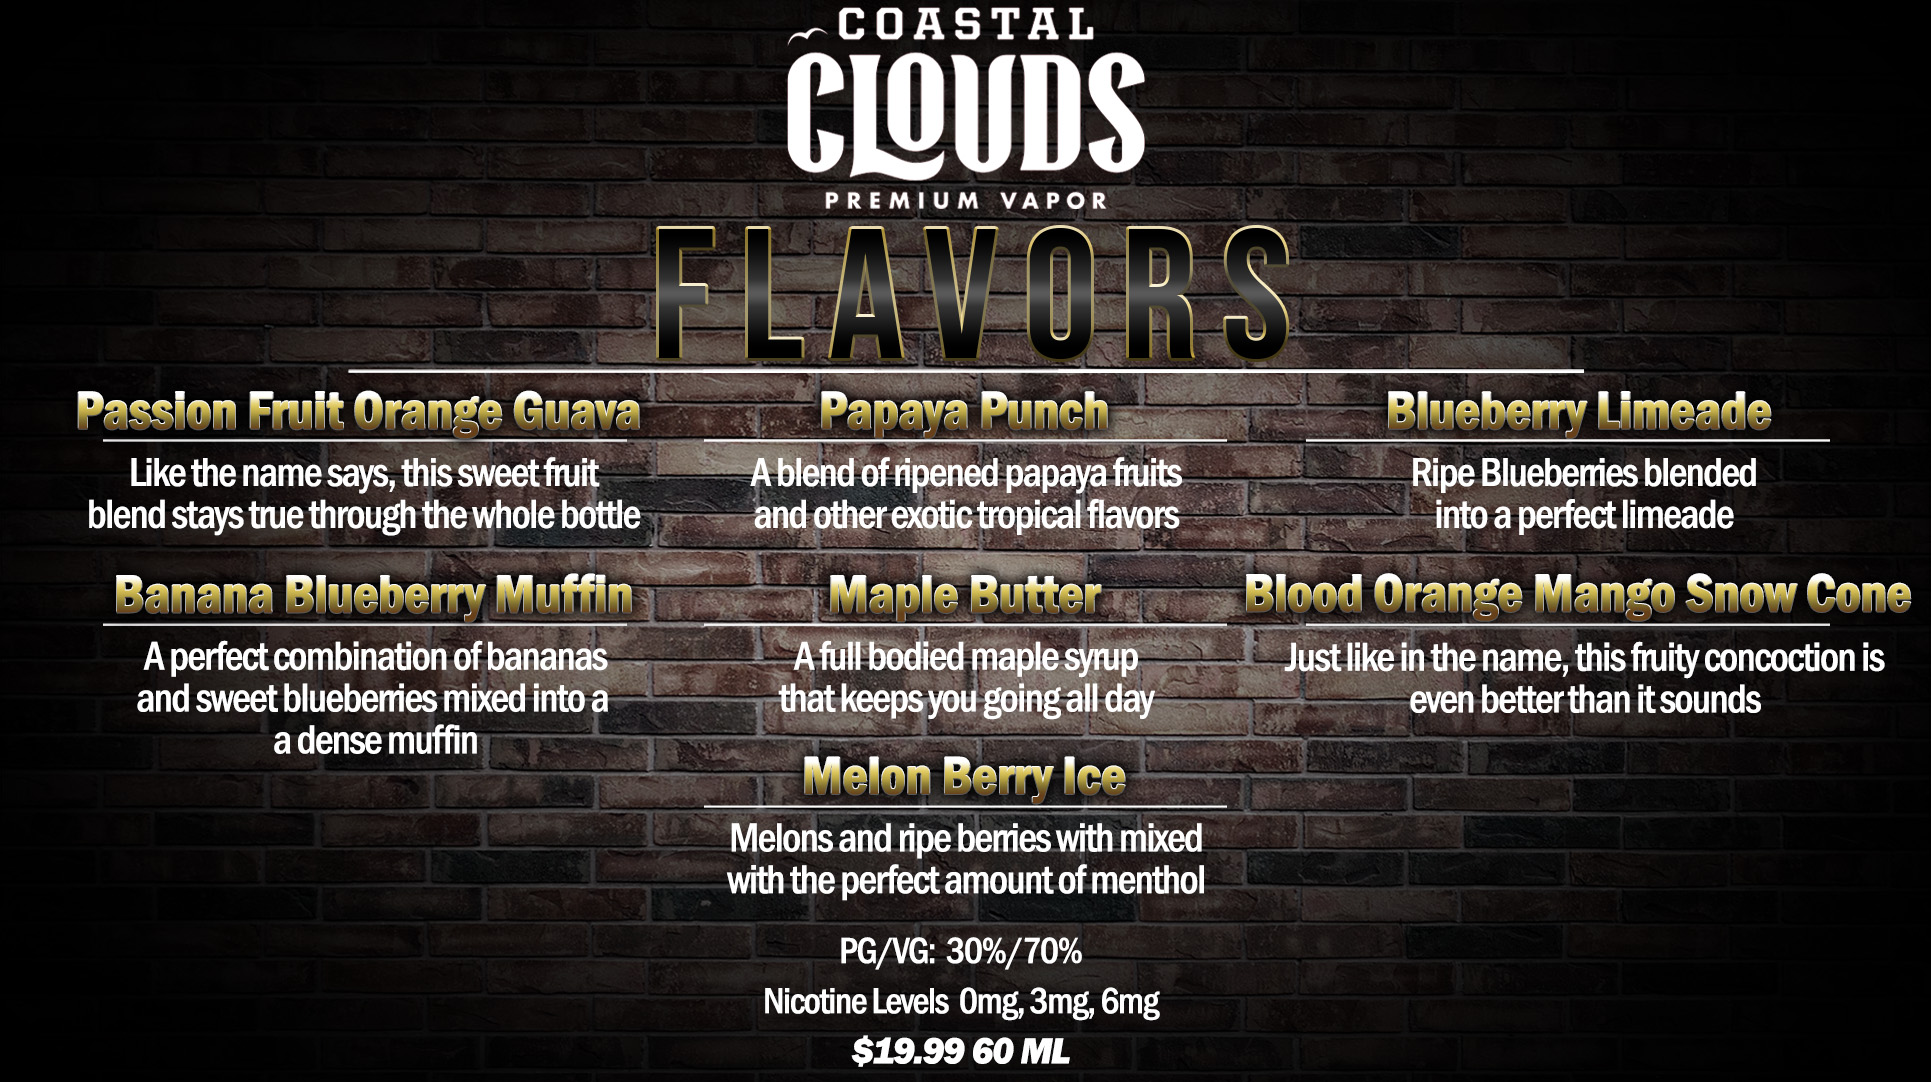 COASTAL
CLOUDS
PREMIUM VAPOR
FLAVORS
Passion Fruit Orange Guava
Like the name says, this sweet fruit
blend stays true through the whole bottle
Papaya Punch
A blend of ripened papaya fruits
and other exotic tropical flavors
Blueberry Limeade
Ripe Blueberries blended
into a perfect limeade
Banana Blueberry Muffin
A perfect combination of bananas
and sweet blueberries mixed into a
a dense muffin
Maple Butter
A full bodied maple syrup
that keeps you going all day
Blood Orange Mango Snow Cone
Just like in the name, this fruity concoction is
even better than it sounds
Melon Berry Ice
Melons and ripe berries with mixed
with the perfect amount of menthol
PG/VG: 30%/70%
Nicotine Levels 0mg, 3mg, 6mg
$19.99 60 ML